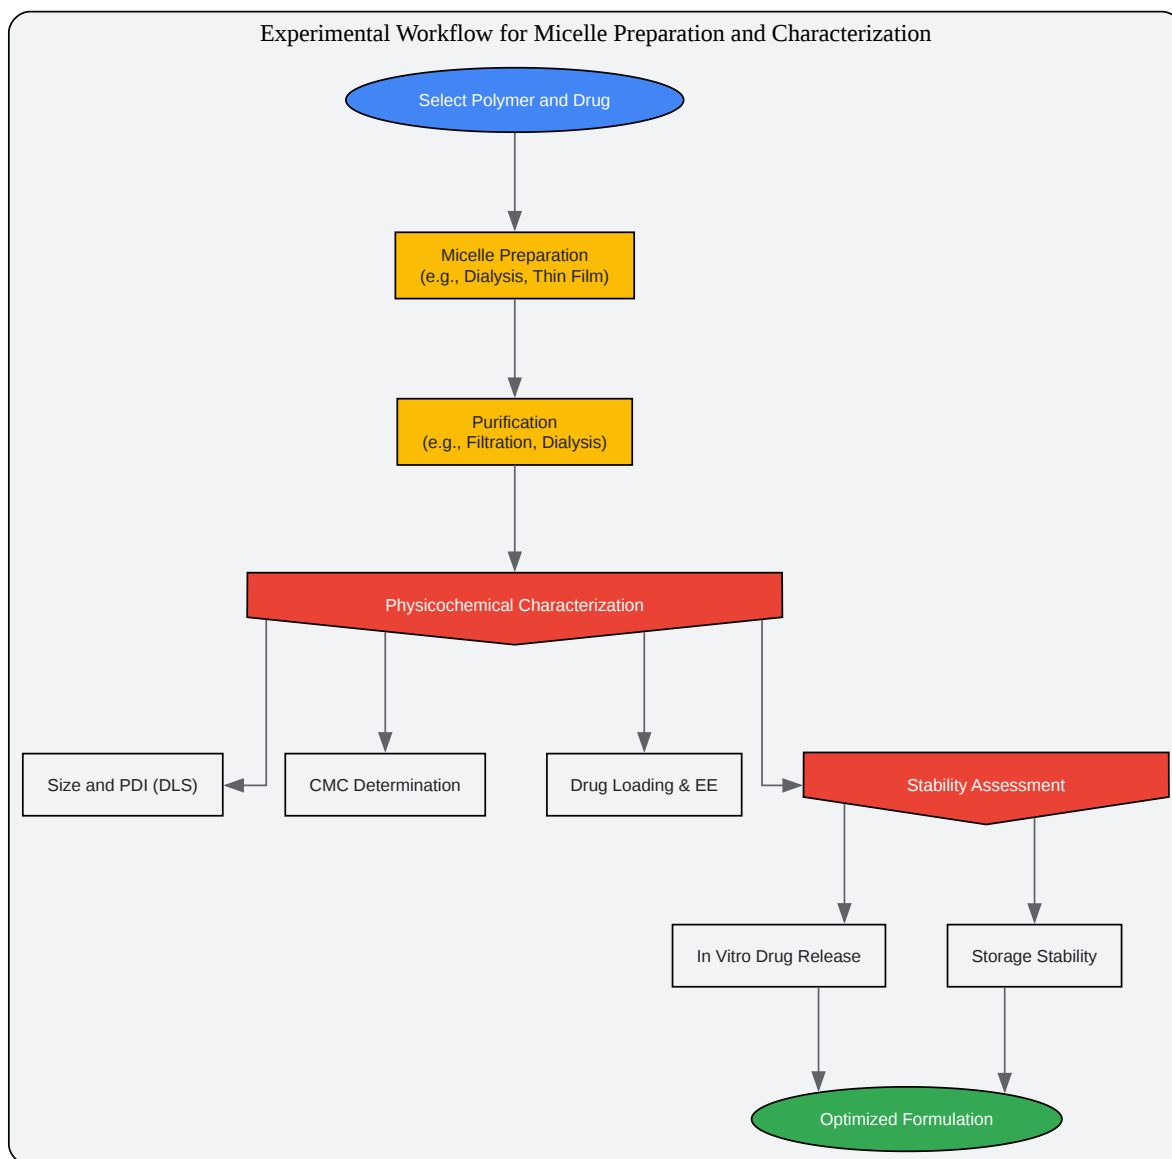 Experimental Workflow for Micelle Preparation and Characterization
Select Polymer and Drug
Micelle Preparation
(e.g., Dialysis, Thin Film)
Purification
(e.g., Filtration, Dialysis)
Physicochemical Characterization
Size and PDI (DLS)
CMC Determination
Drug Loading & EE
Stability Assessment
In Vitro Drug Release
Storage Stability
Optimized Formulation